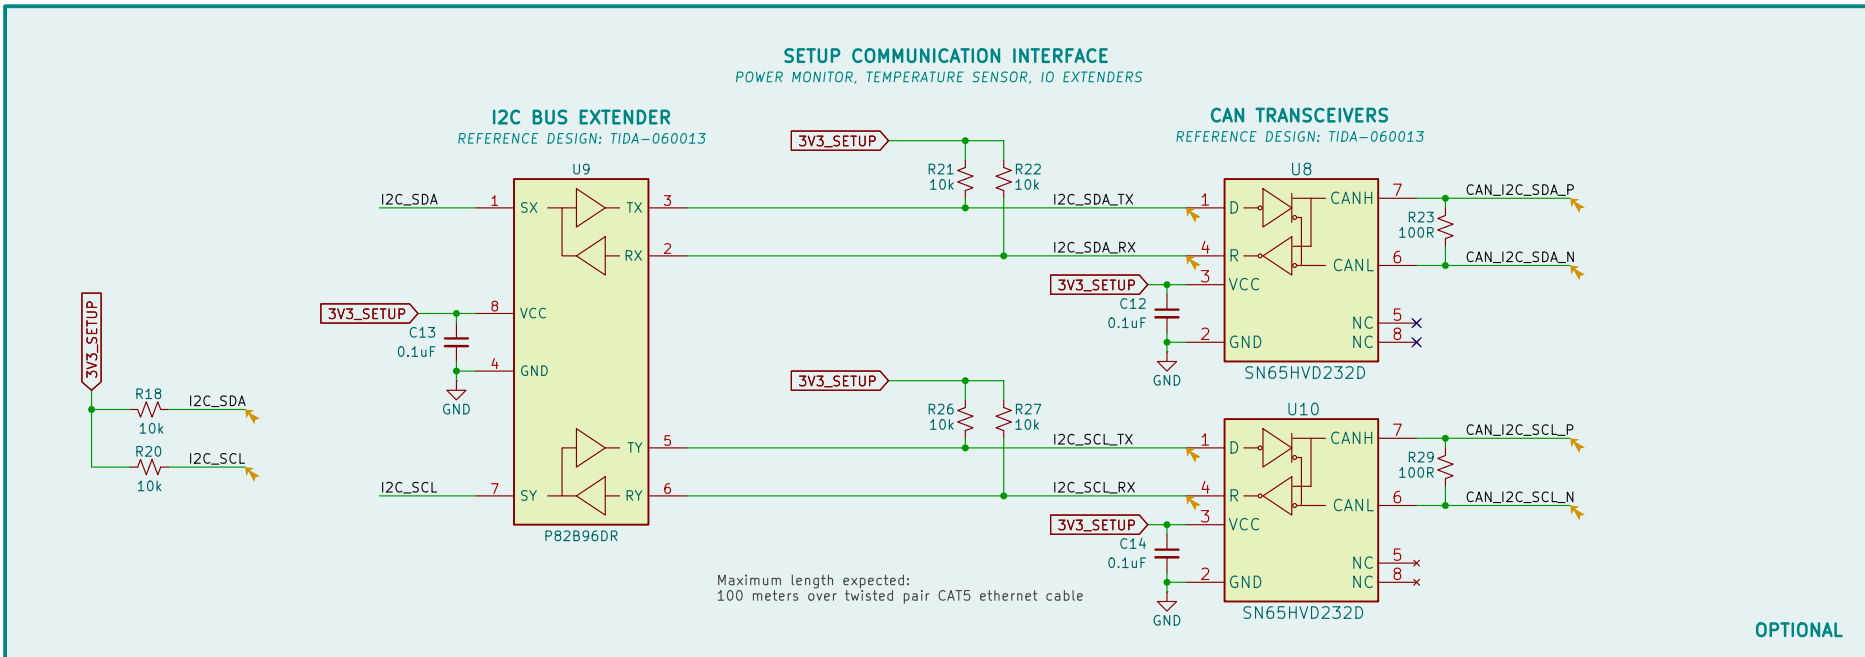 SETUP COMMUNICATION INTERFACE
POWER MONITOR, TEMPERATURE SENSOR, IO EXTENDERS
I2C BUS EXTENDER
REFERENCE DESIGN: TIDA-060013
CAN TRANSCEIVERS
REFERENCE DESIGN: TIDA-060013
3V3_SETUP
R18
10k
I2C_SDA
R20
10k
I2C_SCL
U9
I2C_SDA
1
SX
TX
3
RX
2
3V3_SETUP
8
VCC
C13
0.1uF
4
GND
GND
TY
5
I2C_SCL
7
SY
RY
6
P82B96DR
3V3_SETUP
R21
10k
R22
10k
I2C_SDA_TX
I2C_SDA_RX
3V3_SETUP
C12
0.1uF
GND
U8
1
D
4
R
3
VCC
2
GND
CANH
7
CANL
6
NC
5
NC
8
SN65HVD232D
CAN_I2C_SDA_P
R23
100R
CAN_I2C_SDA_N
3V3_SETUP
R26
10k
R27
10k
I2C_SCL_TX
I2C_SCL_RX
3V3_SETUP
C14
0.1uF
GND
U10
1
D
4
R
3
VCC
2
GND
CANH
7
CANL
6
NC
5
NC
8
SN65HVD232D
CAN_I2C_SCL_P
R29
100R
CAN_I2C_SCL_N
Maximum length expected:
100 meters over twisted pair CAT5 ethernet cable
OPTIONAL